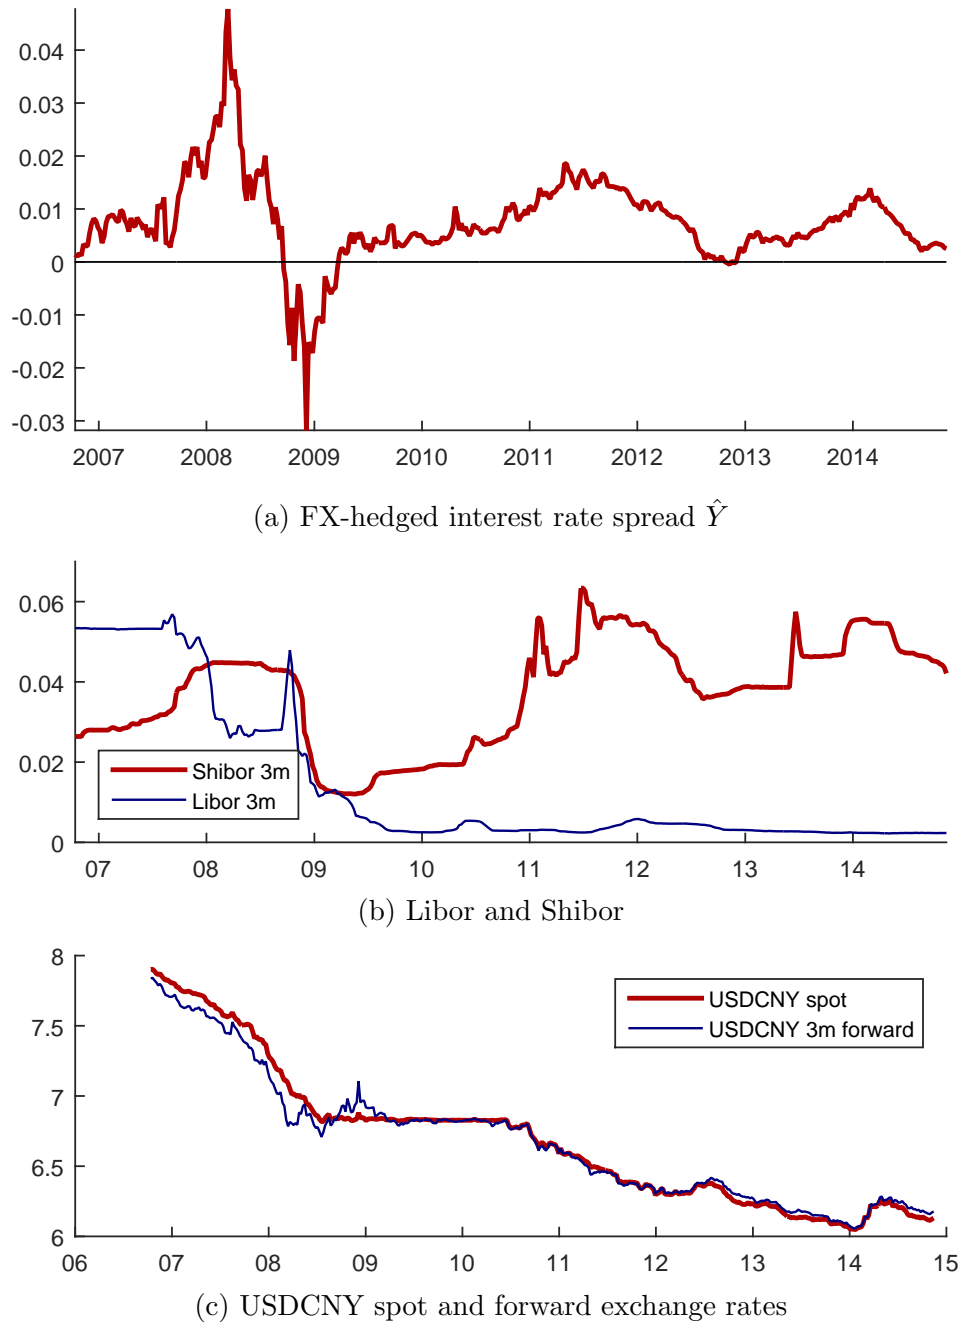 0.04
0.03
0.02
0.01
0
-0.01
-0.02
-0.03
2007 2008 2009 2010 2011 2012 2013 2014
(a) FX-hedged interest rate spread Ŷ
0.06
0.04
0.02
0
Shibor 3m
Libor 3m
07 08 09 10 11 12 13 14
(b) Libor and Shibor
8
7.5
7
6.5
6
USDCNY spot
USDCNY 3m forward
06 07 08 09 10 11 12 13 14 15
(c) USDCNY spot and forward exchange rates